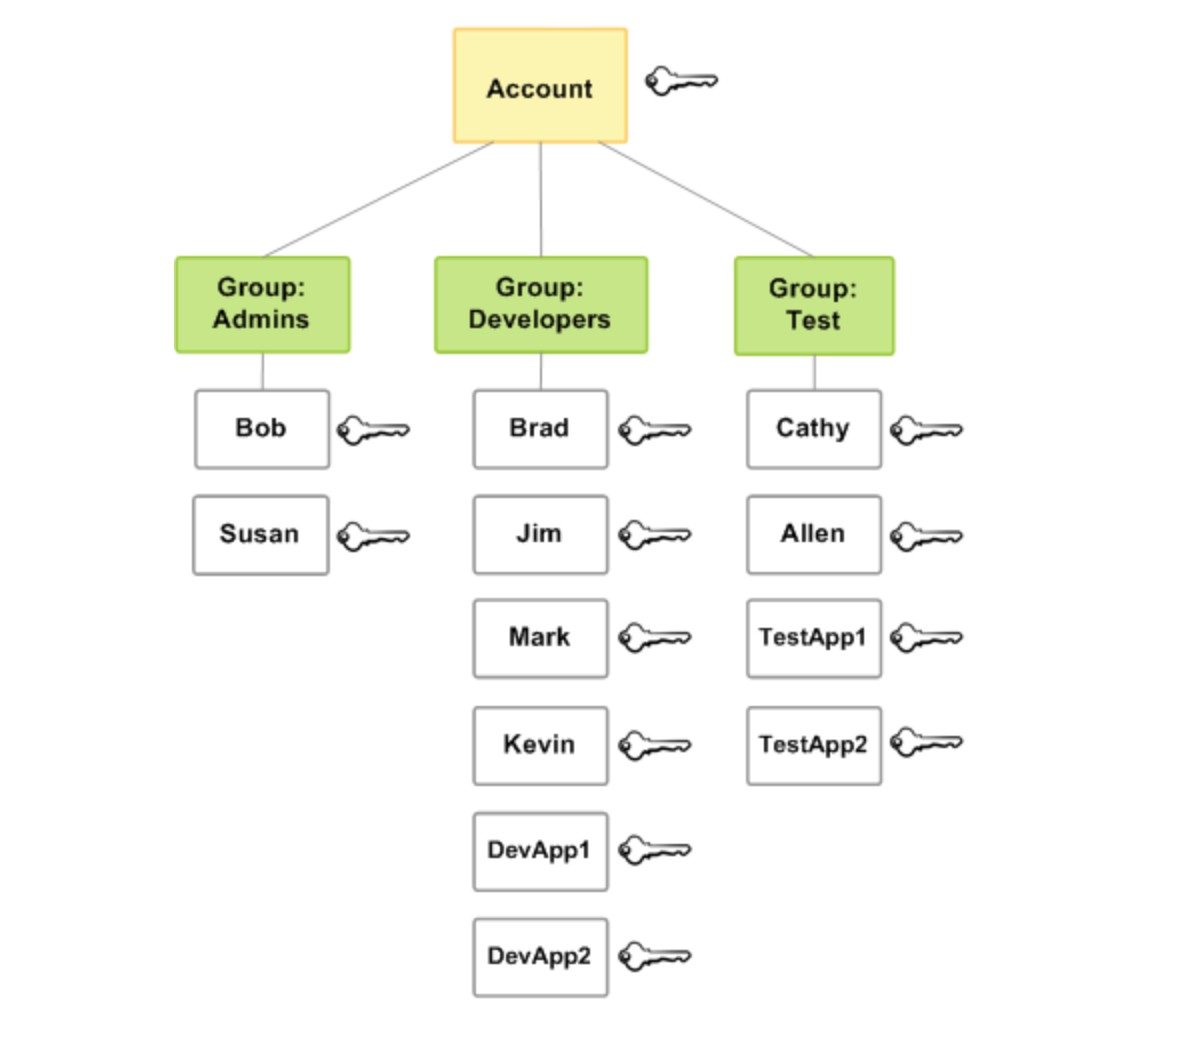 Account
Group:
Admins
Group:
Developers
Group:
Test
Bob
Brad
Cathy
Susan
Jim
Allen
Mark
TestApp1
Kevin
TestApp2
DevApp1
DevApp2